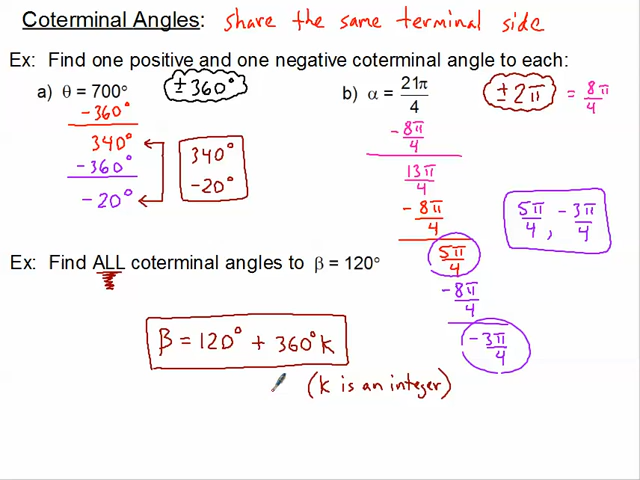 Coterminal Angles: share the same terminal side
Ex: Find one positive and one negative coterminal angle to each:
a) θ = 700° ±360°
-360°
340°
-360°
-20°
340°
-20°
b) α = 21π/4 ±2π = 8π/4
-8π/4
13π/4
-8π/4
5π/4
-8π/4
-3π/4
5π/4, -3π/4
Ex: Find ALL coterminal angles to β = 120°
β = 120° + 360°k
(k is an integer)